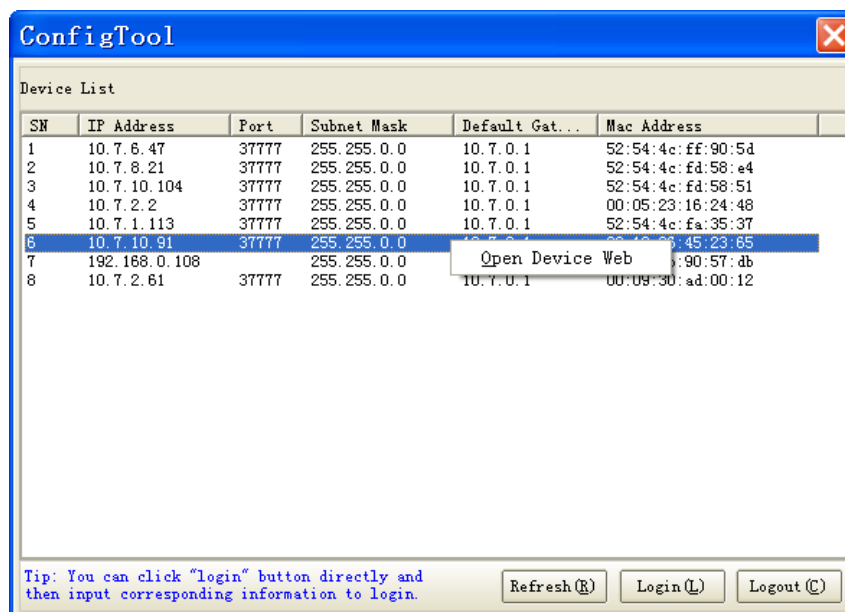 ConfigTool
Device List
SN IP Address Port Subnet Mask Default Gat... Mac Address
1 10.7.6.47 37777 255.255.0.0 10.7.0.1 52:54:4c:ff:90:5d
2 10.7.8.21 37777 255.255.0.0 10.7.0.1 52:54:4c:fd:58:e4
3 10.7.10.104 37777 255.255.0.0 10.7.0.1 52:54:4c:fd:58:51
4 10.7.2.2 37777 255.255.0.0 10.7.0.1 00:05:23:16:24:48
5 10.7.1.113 37777 255.255.0.0 10.7.0.1 52:54:4c:fa:35:37
6 10.7.10.91 37777 255.255.0.0 :45:23:65
Open Device Web
7 192.168.0.108 255.255.0.0 :90:57:db
8 10.7.2.61 37777 255.255.0.0 10.7.0.1 00:09:30:ad:00:12
Tip: You can click "login" button directly and
then input corresponding information to login.
Refresh(R) Login(L) Logout(C)